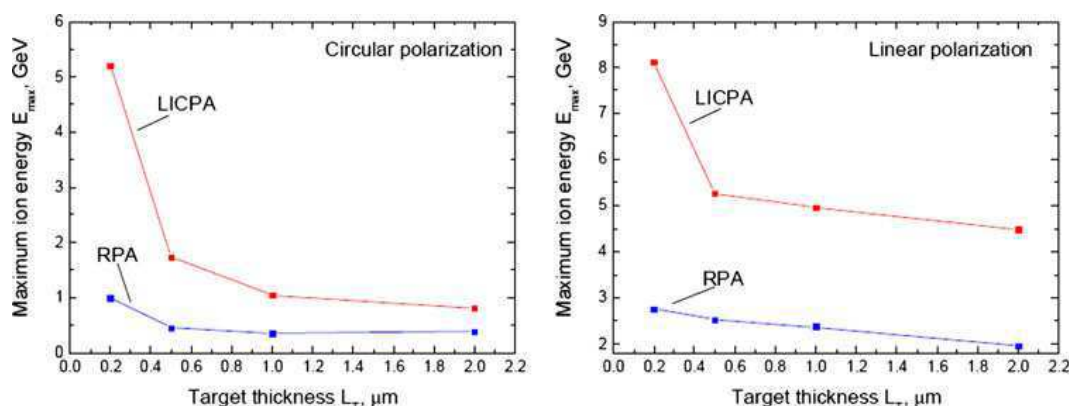 Maximum ion energy E_max, GeV
6
5
4
3
2
1
0
Circular polarization
LICPA
RPA
0.0 0.2 0.4 0.6 0.8 1.0 1.2 1.4 1.6 1.8 2.0 2.2
Target thickness L_T, μm
Maximum ion energy E_max, GeV
9
8
7
6
5
4
3
2
Linear polarization
LICPA
RPA
0.0 0.2 0.4 0.6 0.8 1.0 1.2 1.4 1.6 1.8 2.0 2.2
Target thickness L_T, μm